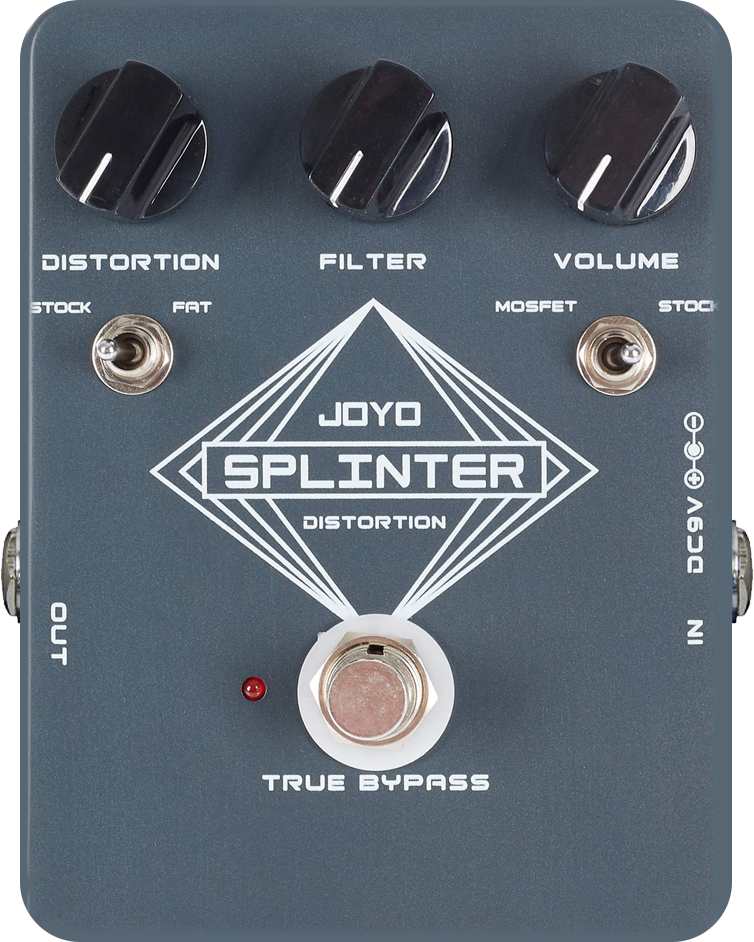 DISTORTION FILTER VOLUME
STOCK FAT MOSFET STOCK
JOYO
SPLINTER
DISTORTION
DC9V
OUT
IN
TRUE BYPASS